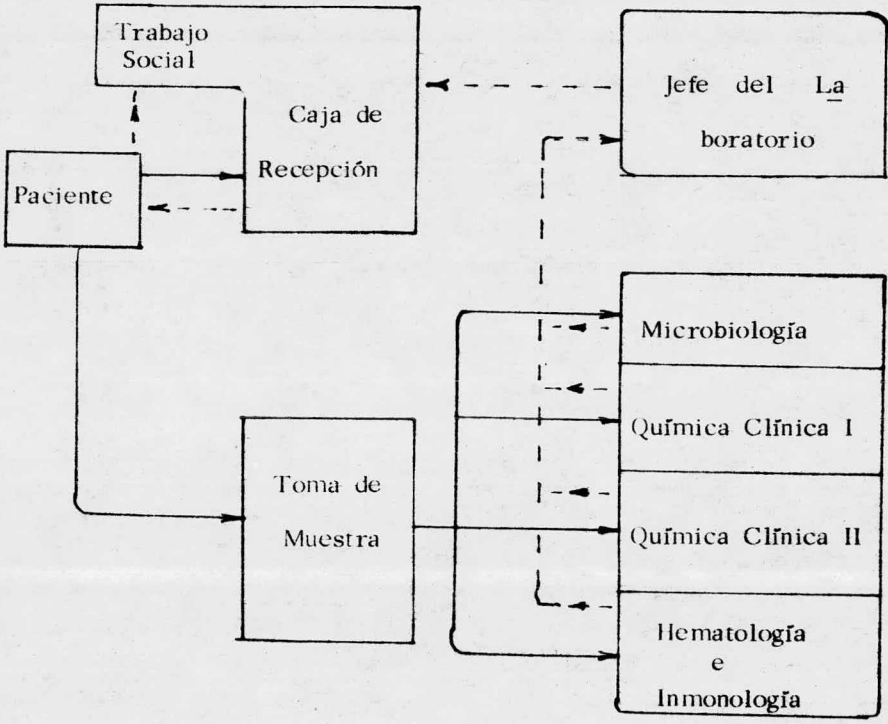 Trabajo
Social
Caja de
Recepción
Paciente
Jefe del La
boratorio
Microbiología
Química Clínica I
Toma de
Muestra
Química Clínica II
Hematología
e
Inmonología